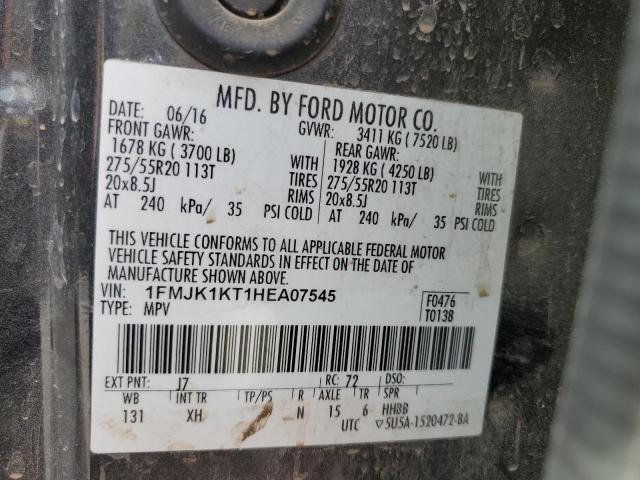 MFD. BY FORD MOTOR CO.
DATE: 06/16 GVWR: 3411 KG ( 7520 LB)
FRONT GAWR: REAR GAWR:
1678 KG ( 3700 LB) WITH 1928 KG ( 4250 LB) WITH
275/55R20 113T TIRES 275/55R20 113T TIRES
20x8.5J RIMS 20x8.5J RIMS
AT 240 kPa/ 35 PSI COLD AT 240 kPa/ 35 PSI COLD
THIS VEHICLE CONFORMS TO ALL APPLICABLE FEDERAL MOTOR
VEHICLE SAFETY STANDARDS IN EFFECT ON THE DATE OF
MANUFACTURE SHOWN ABOVE.
VIN: 1FMJK1KT1HEA07545 F0476
TYPE: MPV T0138
EXT PNT: J7 RC: 72 DSO:
WB INT TR TP/PS R AXLE TR SPR
131 XH N 15 6 HHBB
UTC ▽5U5A-1520472-BA